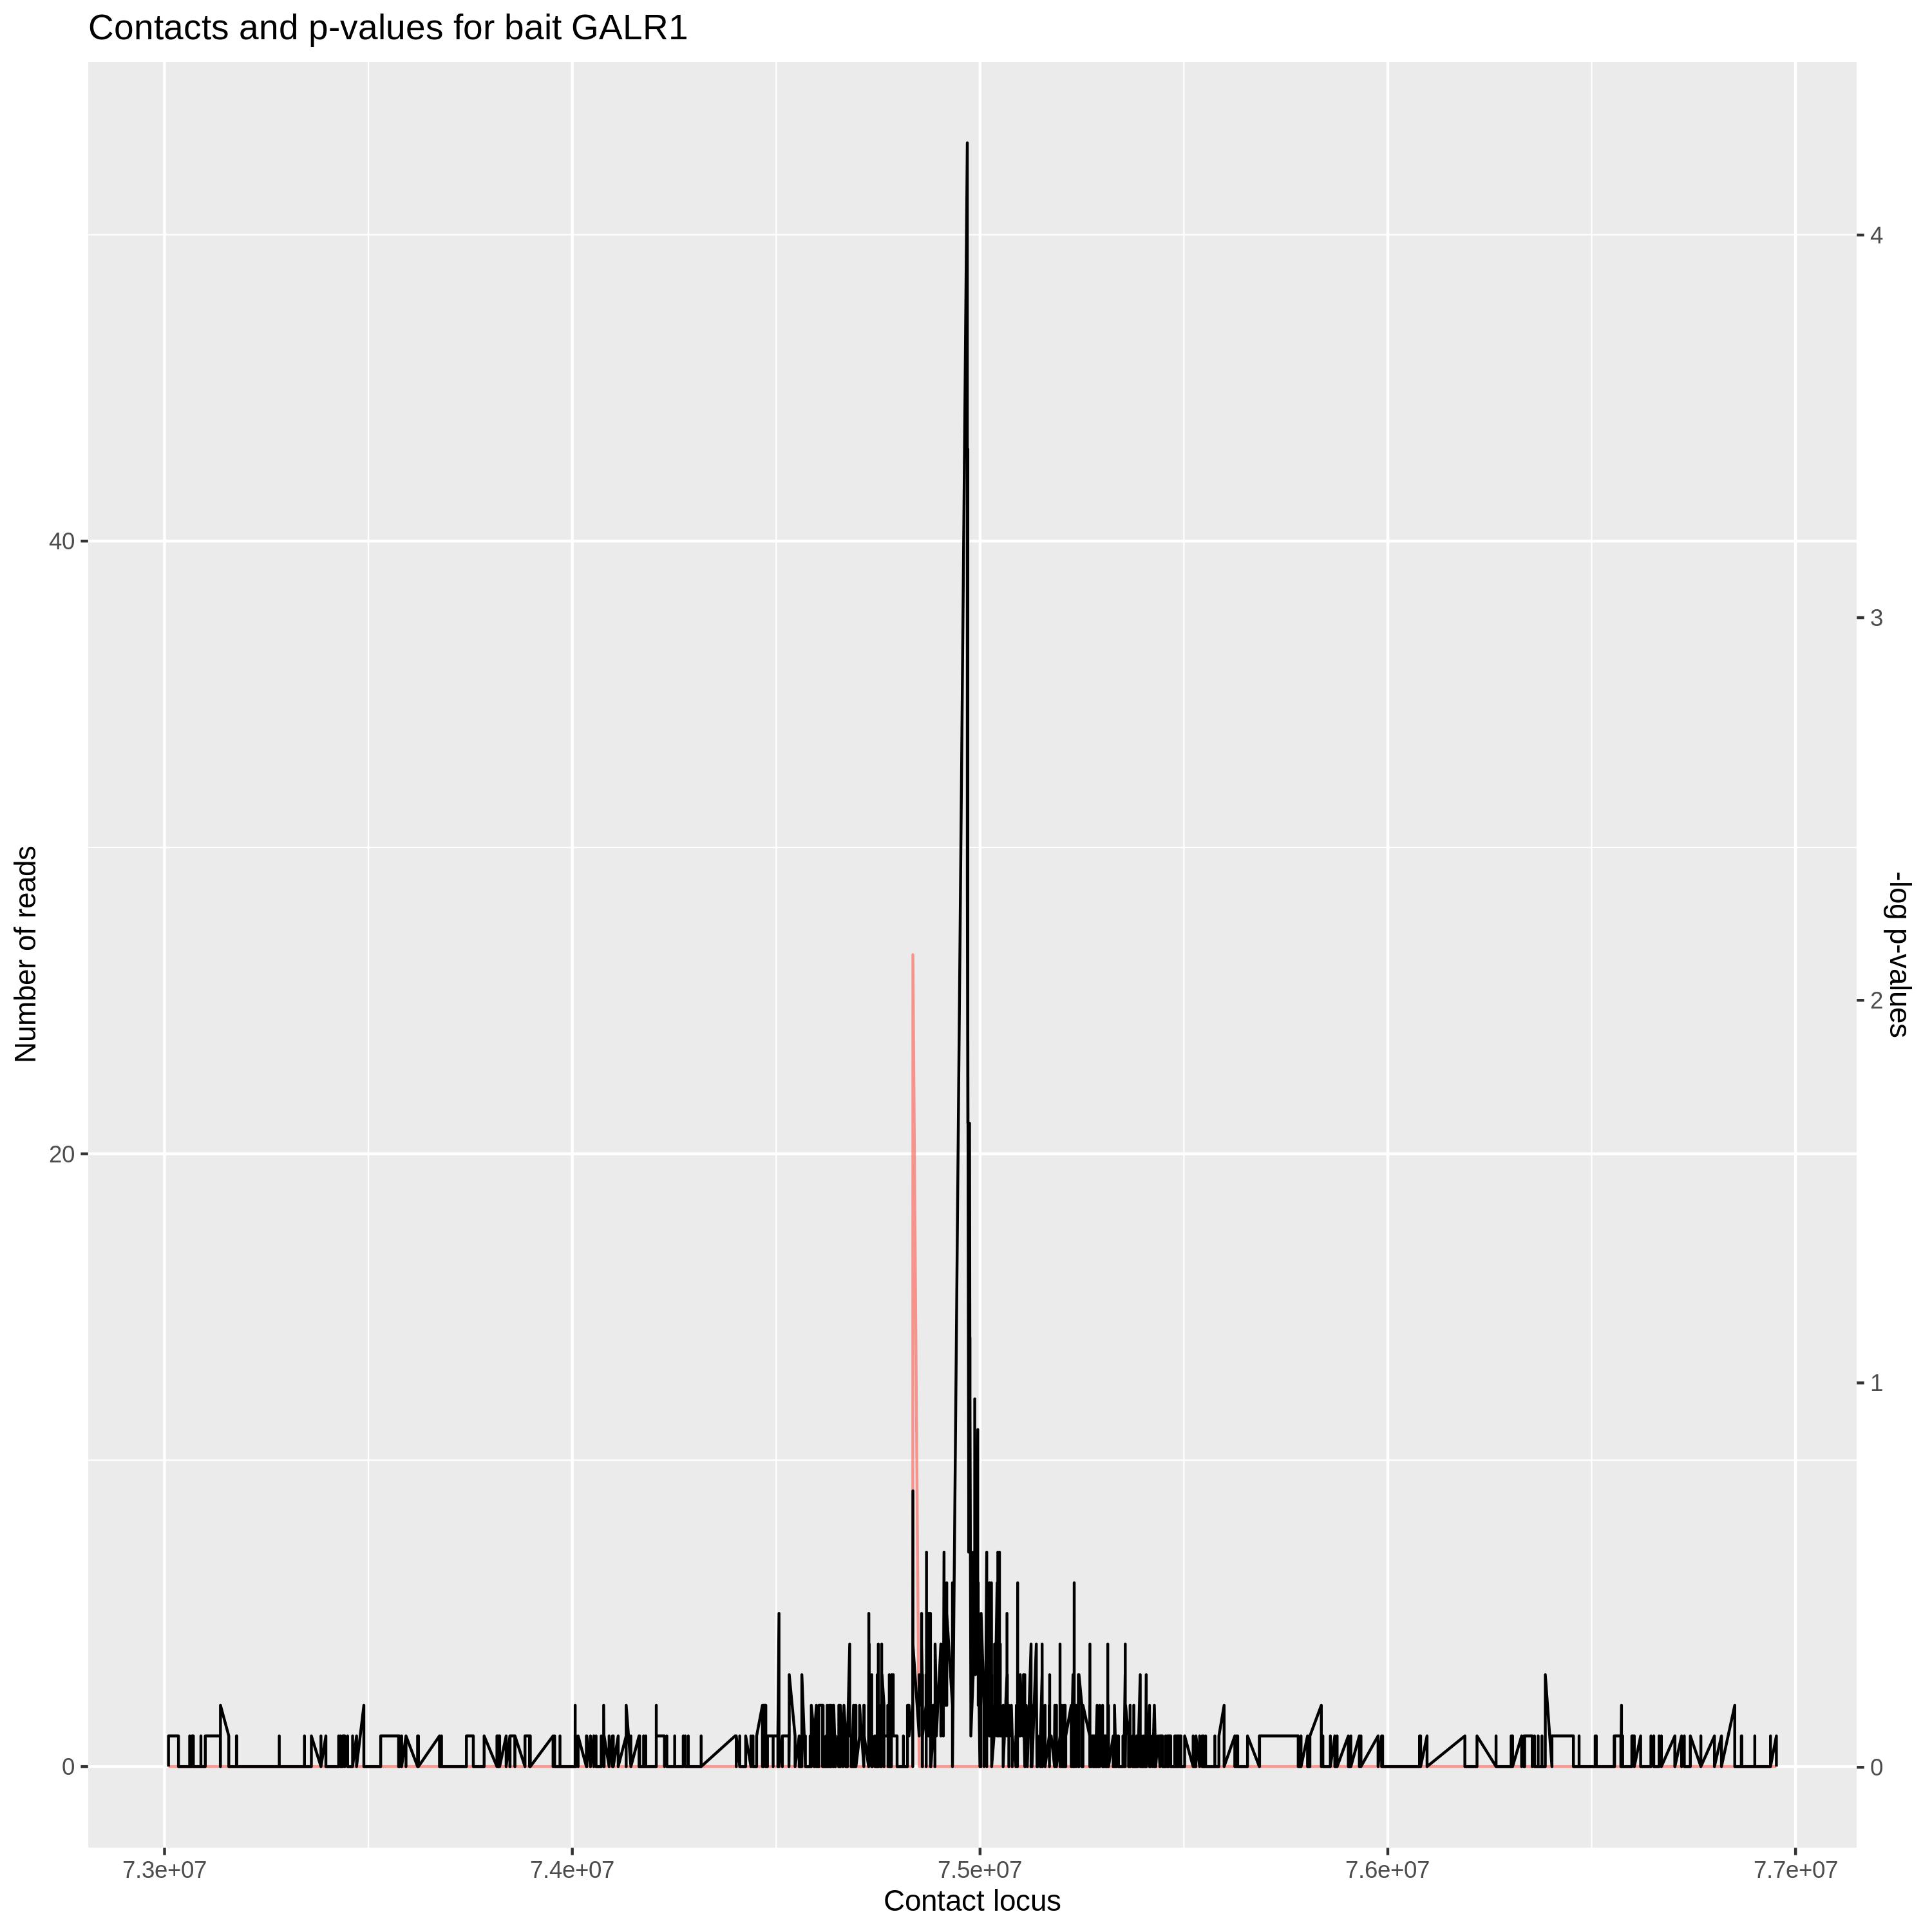 Contacts and p-values for bait GALR1
Number of reads
40
20
0
4
3
2
1
0
-log p-values
7.3e+07 7.4e+07 7.5e+07 7.6e+07 7.7e+07
Contact locus